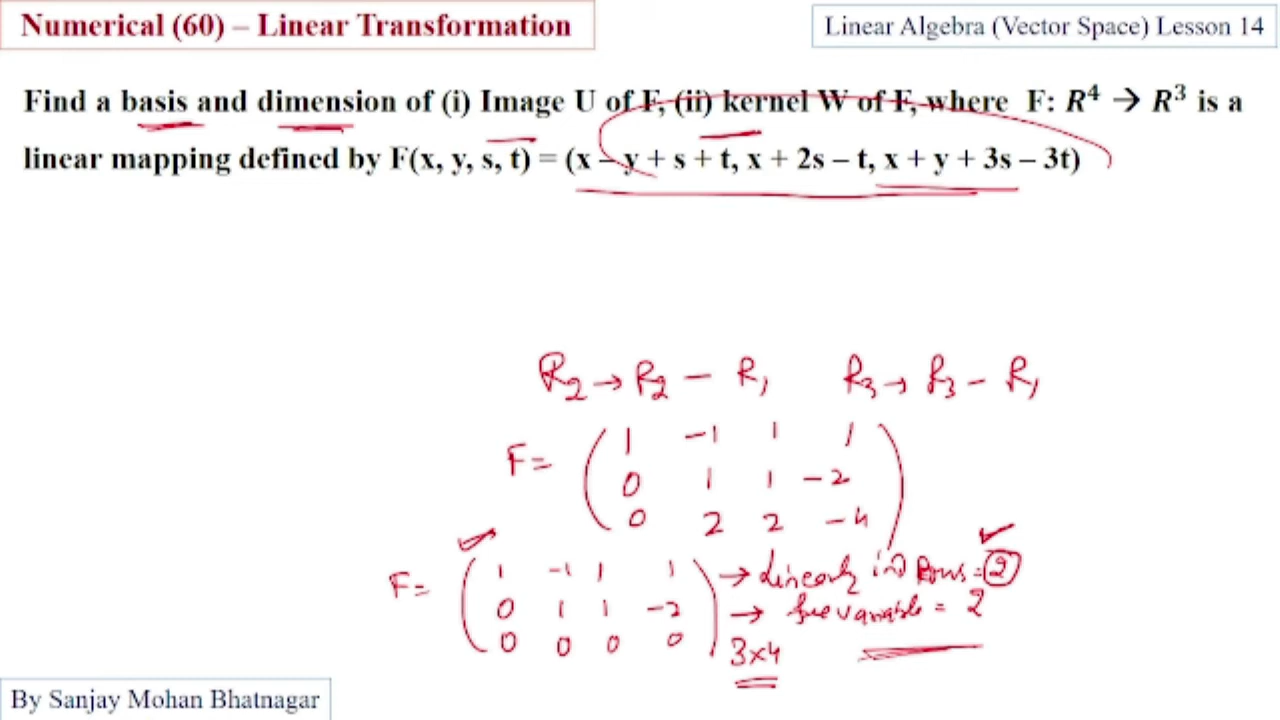 Numerical (60) – Linear Transformation
Linear Algebra (Vector Space) Lesson 14
Find a basis and dimension of (i) Image U of F, (ii) kernel W of F, where F: R⁴ → R³ is a
linear mapping defined by F(x, y, s, t) = (x – y + s + t, x + 2s – t, x + y + 3s – 3t)
R₂ → R₂ – R₁ R₃ → R₃ – R₁
F = ( 1 -1 1 1
0 1 1 -2
0 2 2 -4 )
F = ( 1 -1 1 1 → Linearly ind Rows = 2
0 1 1 -2 → free variable = 2
0 0 0 0 ) 3x4
By Sanjay Mohan Bhatnagar